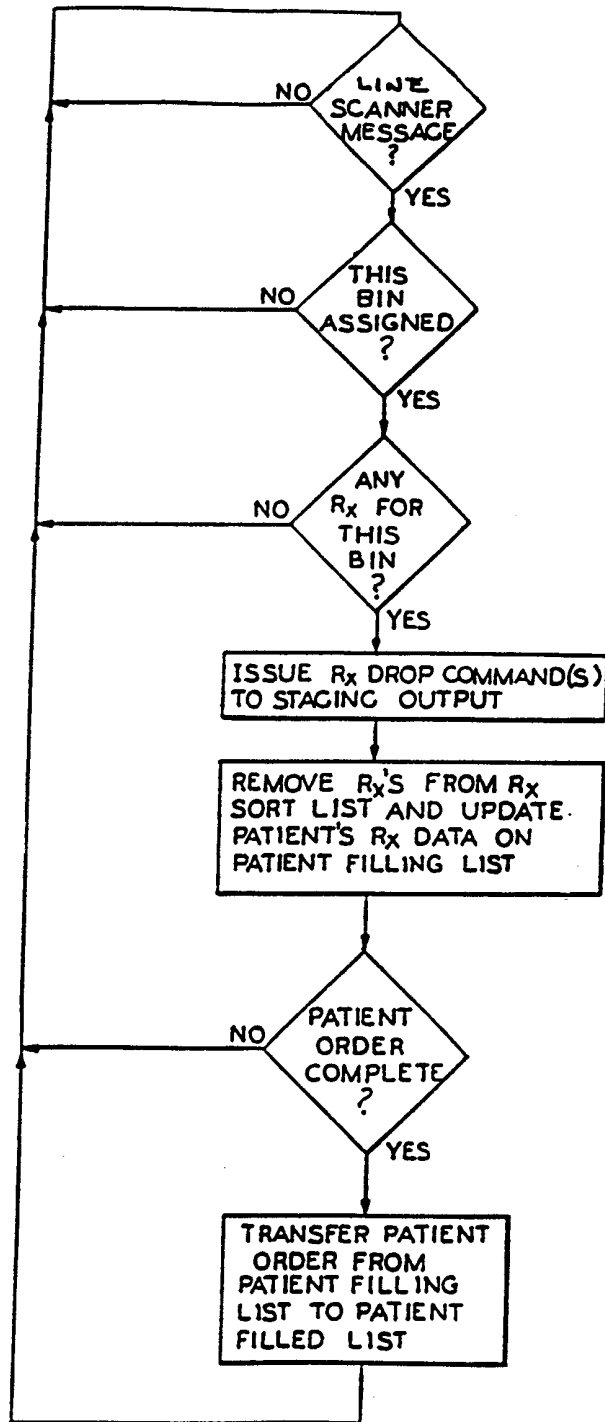 LINE
SCANNER
MESSAGE
?
NO
YES
THIS
BIN
ASSIGNED
?
NO
YES
ANY
Rx FOR
THIS
BIN
?
NO
YES
ISSUE Rx DROP COMMAND(S)
TO STAGING OUTPUT
REMOVE Rx'S FROM Rx
SORT LIST AND UPDATE
PATIENT'S Rx DATA ON
PATIENT FILLING LIST
PATIENT
ORDER
COMPLETE
?
NO
YES
TRANSFER PATIENT
ORDER FROM
PATIENT FILLING
LIST TO PATIENT
FILLED LIST